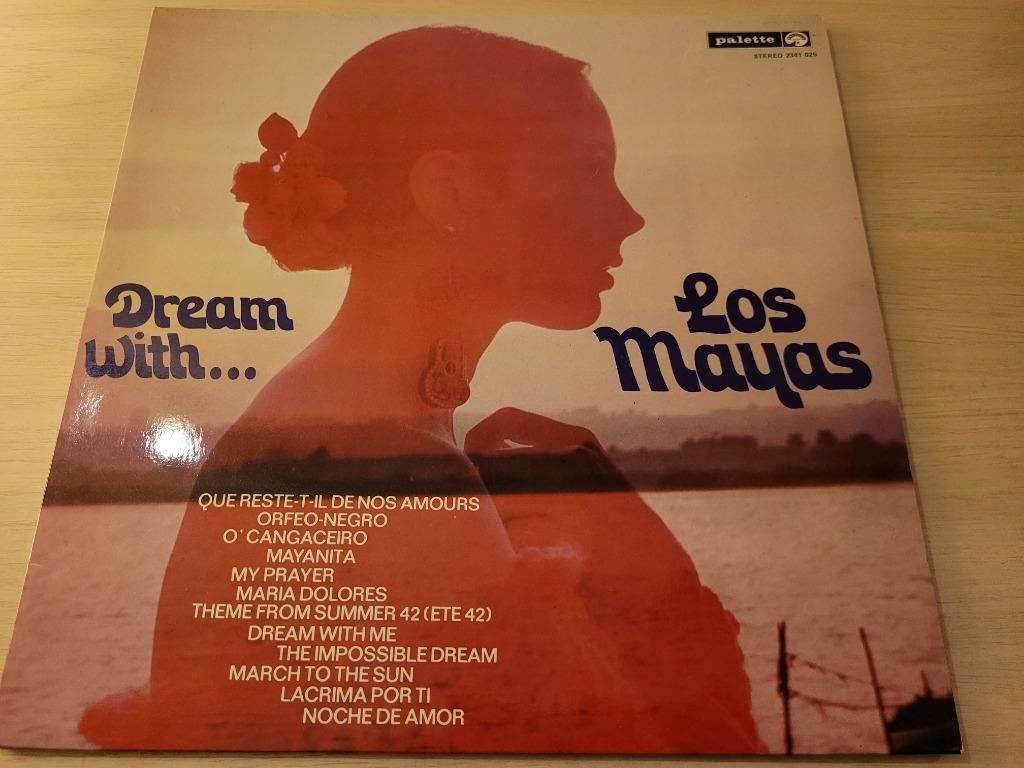 palette
STEREO 2341 025
Dream
With...
Los
Mayas
QUE RESTE-T-IL DE NOS AMOURS
ORFEO-NEGRO
O' CANGACEIRO
MAYANITA
MY PRAYER
MARIA DOLORES
THEME FROM SUMMER 42 (ETE 42)
DREAM WITH ME
THE IMPOSSIBLE DREAM
MARCH TO THE SUN
LACRIMA POR TI
NOCHE DE AMOR